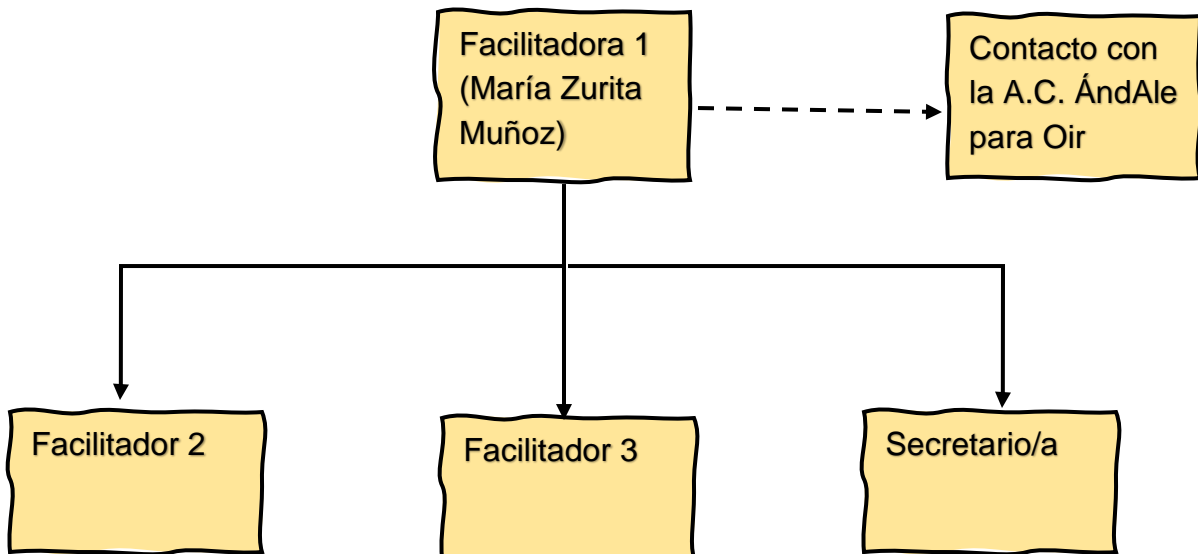 Facilitadora 1
(María Zurita
Muñoz)
Contacto con
la A.C. ÁndAle
para Oir
Facilitador 2
Facilitador 3
Secretario/a